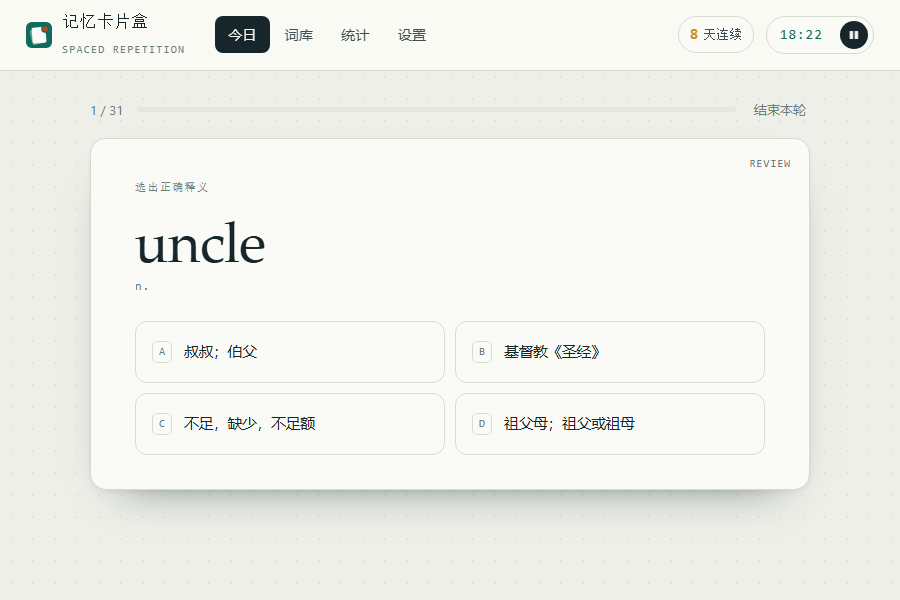 记忆卡片盒
SPACED REPETITION
今日
词库
统计
设置
8 天连续
18:22
1 / 31
结束本轮
REVIEW
选出正确释义
uncle
n.
A 叔叔；伯父
B 基督教《圣经》
C 不足，缺少，不足额
D 祖父母；祖父或祖母